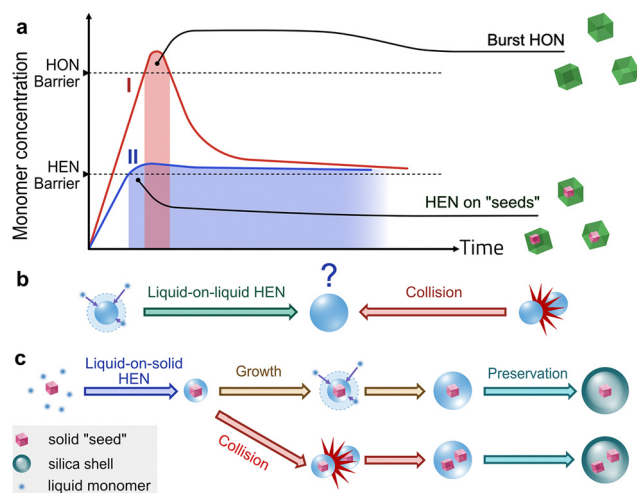 a
Monomer concentration
HON
Barrier
HEN
Barrier
I
II
Burst HON
HEN on "seeds"
Time
b
Liquid-on-liquid HEN
?
Collision
c
Liquid-on-solid
HEN
Growth
Preservation
Collision
solid "seed"
silica shell
liquid monomer